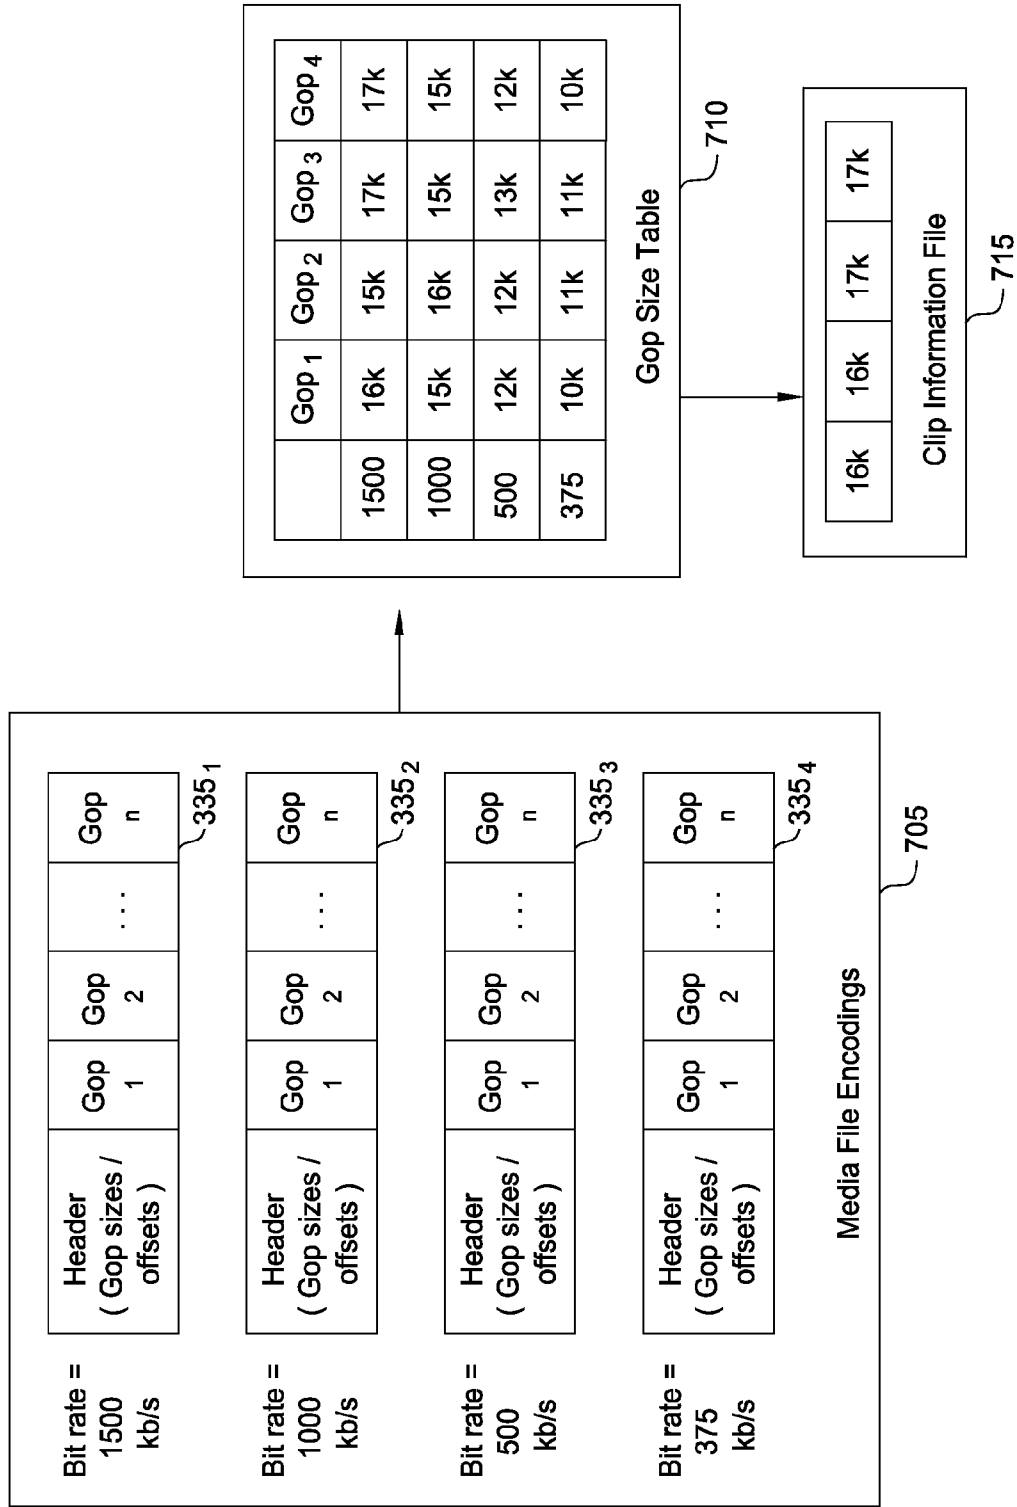 Bit rate =
1500
kb/s
Header
( Gop sizes /
offsets )
Gop
1
Gop
2
. . .
Gop
n
335 1
Bit rate =
1000
kb/s
Header
( Gop sizes /
offsets )
Gop
1
Gop
2
. . .
Gop
n
335 2
Bit rate =
500
kb/s
Header
( Gop sizes /
offsets )
Gop
1
Gop
2
. . .
Gop
n
335 3
Bit rate =
375
kb/s
Header
( Gop sizes /
offsets )
Gop
1
Gop
2
. . .
Gop
n
335 4
Media File Encodings
705
Gop 1 Gop 2 Gop 3 Gop 4
1500 16k 15k 17k 17k
1000 15k 16k 15k 15k
500 12k 12k 13k 12k
375 10k 11k 11k 10k
Gop Size Table
710
16k 16k 17k 17k
Clip Information File
715